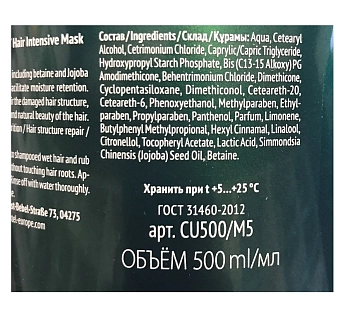 Hair Intensive Mask
including betaine and Jojoba
facilitate moisture retention.
the damaged hair structure,
and natural beauty of the hair.
/ Hair structure repair /
shampooed wet hair and rub
without touching hair roots. Ap-
off with water thoroughly.
-Bebel-Straße 73, 04275
-europe.com
Состав/Ingredients/Склад/Құрамы: Aqua, Cetearyl
Alcohol, Cetrimonium Chloride, Caprylic/Capric Triglyceride,
Hydroxypropyl Starch Phosphate, Bis (C13-15 Alkoxy) PG
Amodimethicone, Behentrimonium Chloride, Dimethicone,
Cyclopentasiloxane, Dimethiconol, Ceteareth-20,
Ceteareth-6, Phenoxyethanol, Methylparaben, Ethyl-
paraben, Propylparaben, Panthenol, Parfum, Limonene,
Butylphenyl Methylpropional, Hexyl Cinnamal, Linalool,
Citronellol, Tocopheryl Acetate, Lactic Acid, Simmondsia
Chinensis (Jojoba) Seed Oil, Betaine.
Хранить при t +5...+25 °C
ГОСТ 31460-2012
арт. CU500/M5
ОБЪЁМ 500 ml/мл